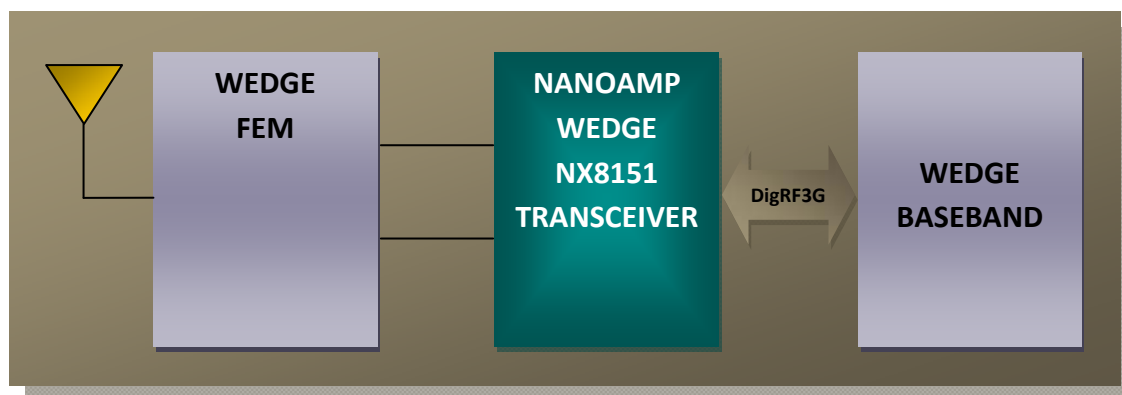 WEDGE
FEM
NANOAMP
WEDGE
NX8151
TRANSCEIVER
DigRF3G
WEDGE
BASEBAND